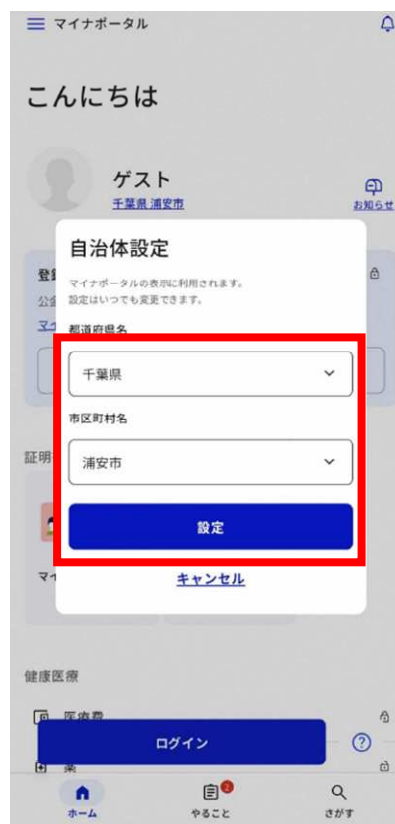 マイナポータル
こんにちは
ゲスト
千葉県 浦安市
お知らせ
自治体設定
マイナポータルの表示に利用されます。
設定はいつでも変更できます。
都道府県名
千葉県
市区町村名
浦安市
設定
キャンセル
証明
健康医療
医療費
ログイン
?
薬
2
ホーム
やること
さがす